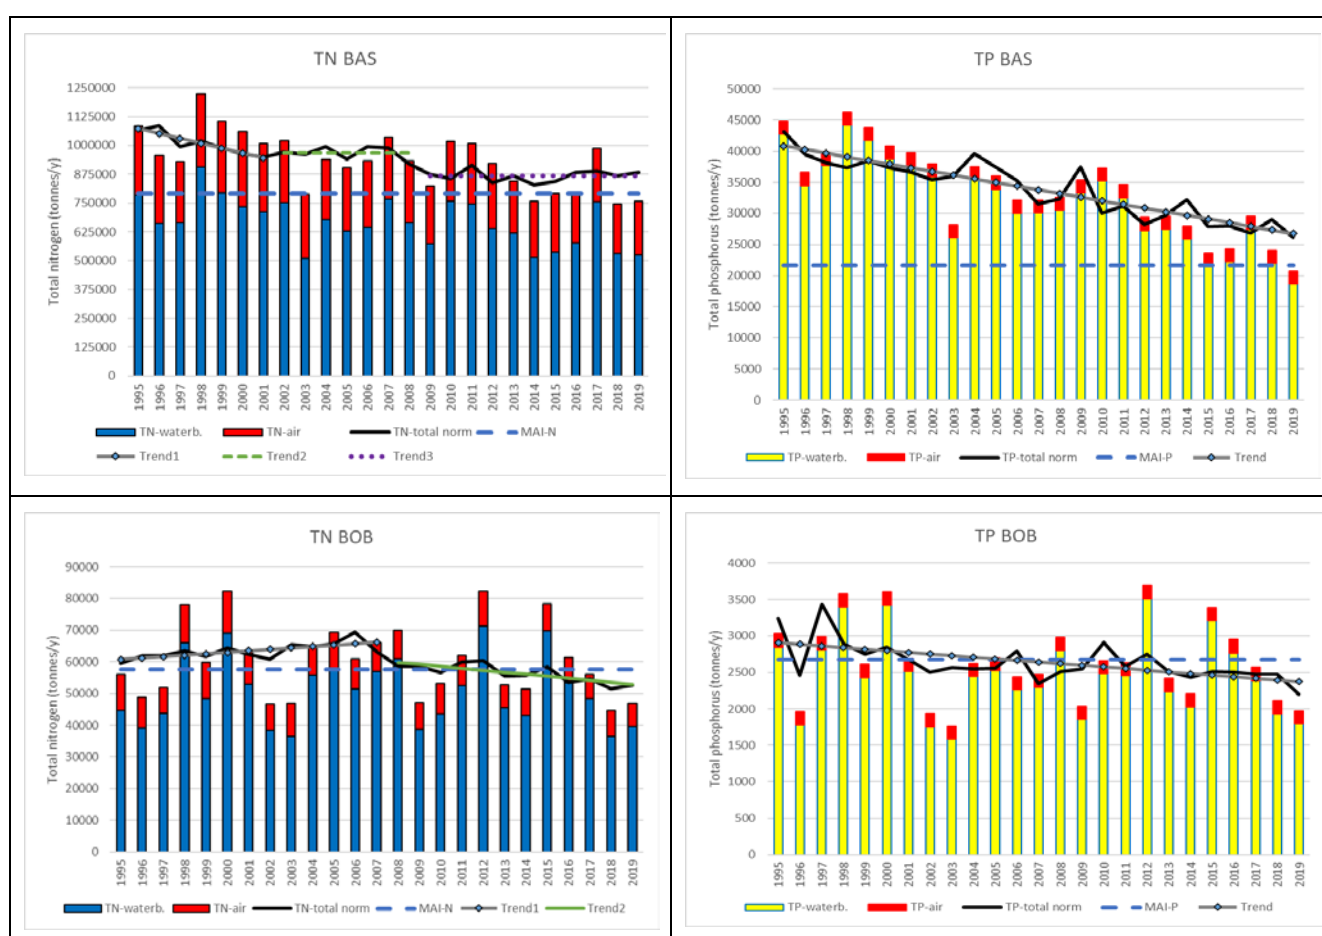 TN BAS
Total nitrogen (tonnes/y)
1250000
1125000
1000000
875000
750000
625000
500000
375000
250000
125000
0
1995 1996 1997 1998 1999 2000 2001 2002 2003 2004 2005 2006 2007 2008 2009 2010 2011 2012 2013 2014 2015 2016 2017 2018 2019
TN-waterb. TN-air TN-total norm MAI-N
Trend1 Trend2 Trend3
TP BAS
Total phosphorus (tonnes/y)
50000
45000
40000
35000
30000
25000
20000
15000
10000
5000
0
1995 1996 1997 1998 1999 2000 2001 2002 2003 2004 2005 2006 2007 2008 2009 2010 2011 2012 2013 2014 2015 2016 2017 2018 2019
TP-waterb. TP-air TP-total norm MAI-P Trend
TN BOB
Total nitrogen (tonnes/y)
90000
80000
70000
60000
50000
40000
30000
20000
10000
0
1995 1996 1997 1998 1999 2000 2001 2002 2003 2004 2005 2006 2007 2008 2009 2010 2011 2012 2013 2014 2015 2016 2017 2018 2019
TN-waterb. TN-air TN-total norm MAI-N Trend1 Trend2
TP BOB
Total phosphorus (tonnes/y)
4000
3500
3000
2500
2000
1500
1000
500
0
1995 1996 1997 1998 1999 2000 2001 2002 2003 2004 2005 2006 2007 2008 2009 2010 2011 2012 2013 2014 2015 2016 2017 2018 2019
TP-waterb. TP-air TP-total norm MAI-P Trend